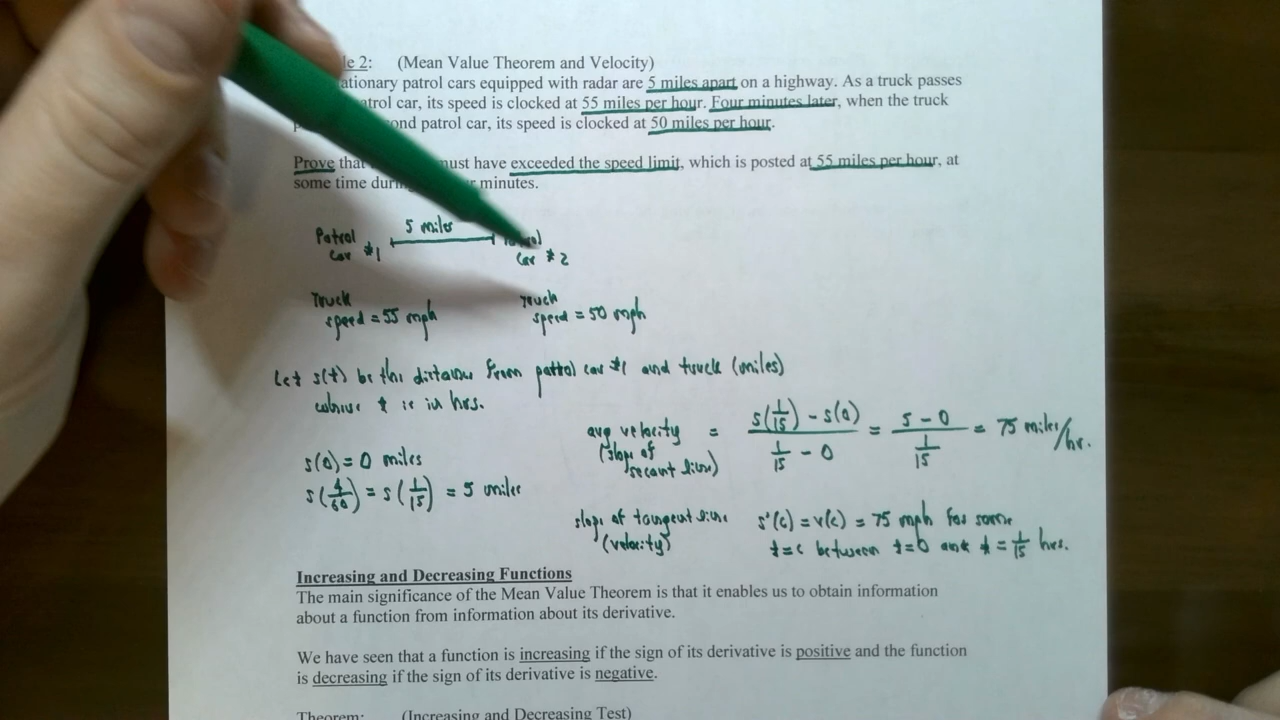 le 2: (Mean Value Theorem and Velocity)
ationary patrol cars equipped with radar are 5 miles apart on a highway. As a truck passes
atrol car, its speed is clocked at 55 miles per hour. Four minutes later, when the truck
ond patrol car, its speed is clocked at 50 miles per hour.
Prove that must have exceeded the speed limit, which is posted at 55 miles per hour, at
some time during minutes.
5 miles
Patrol
car #1
car #2
Truck
speed = 55 mph
Truck
speed = 50 mph
Let s(t) be the distance from patrol car #1 and truck (miles)
where t is in hrs.
s(0) = 0 miles
s(4/60) = s(1/15) = 5 miles
avg velocity = (s(1/15) - s(0))/(1/15 - 0) = (5 - 0)/(1/15) = 75 miles/hr.
(slope of
secant line)
slope of tangent line s'(c) = v(c) = 75 mph for some
(velocity) t=c between t=0 and t = 1/15 hrs.
Increasing and Decreasing Functions
The main significance of the Mean Value Theorem is that it enables us to obtain information
about a function from information about its derivative.
We have seen that a function is increasing if the sign of its derivative is positive and the function
is decreasing if the sign of its derivative is negative.
Theorem: (Increasing and Decreasing Test)